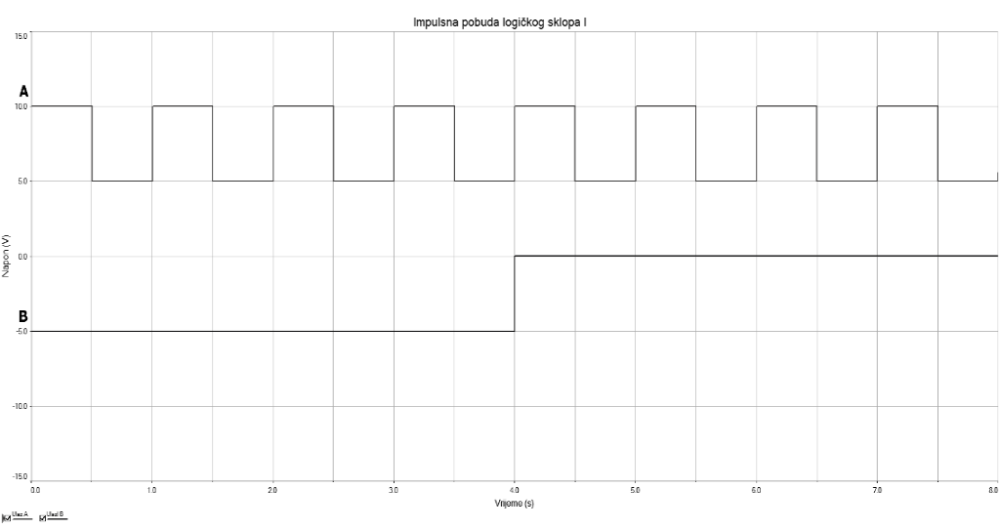 Impulsna pobuda logičkog sklopa I
15.0
A
10.0
5.0
Napon (V)
0.0
B
-5.0
-10.0
-15.0
0.0 1.0 2.0 3.0 4.0 5.0 6.0 7.0 8.0
Vrijeme (s)
Ulaz A Ulaz B